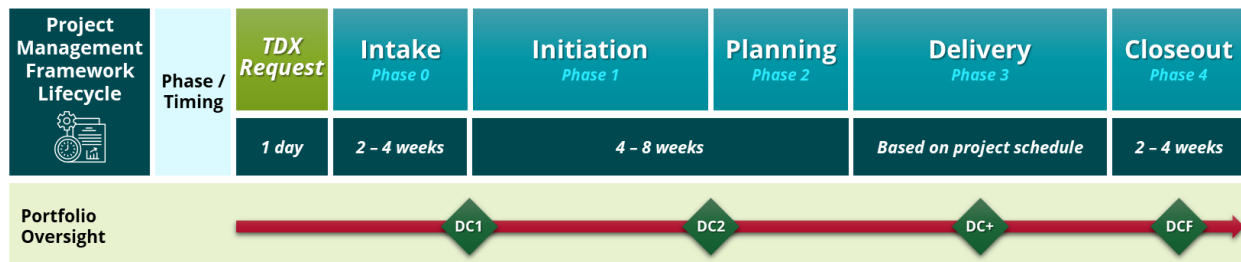 Project
Management
Framework
Lifecycle
Phase /
Timing
TDX
Request
Intake
Phase 0
Initiation
Phase 1
Planning
Phase 2
Delivery
Phase 3
Closeout
Phase 4
1 day
2 – 4 weeks
4 – 8 weeks
Based on project schedule
2 – 4 weeks
Portfolio
Oversight
DC1
DC2
DC+
DCF